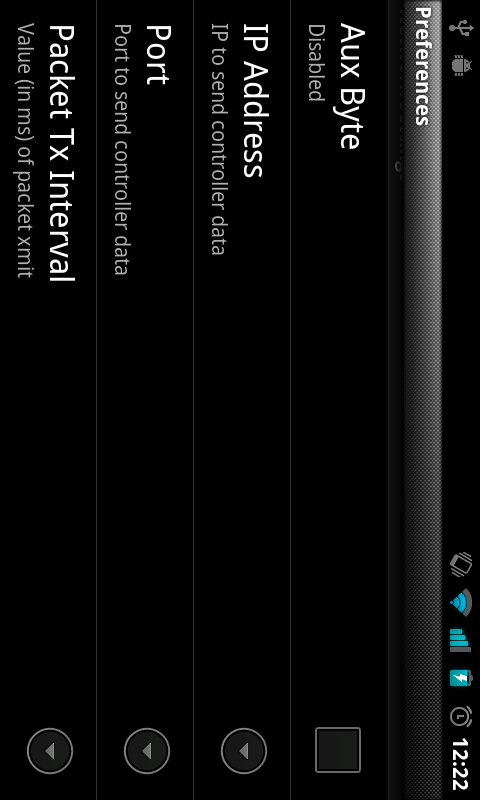 12:22
Preferences
Aux Byte
Disabled
IP Address
IP to send controller data
Port
Port to send controller data
Packet Tx Interval
Value (in ms) of packet xmit